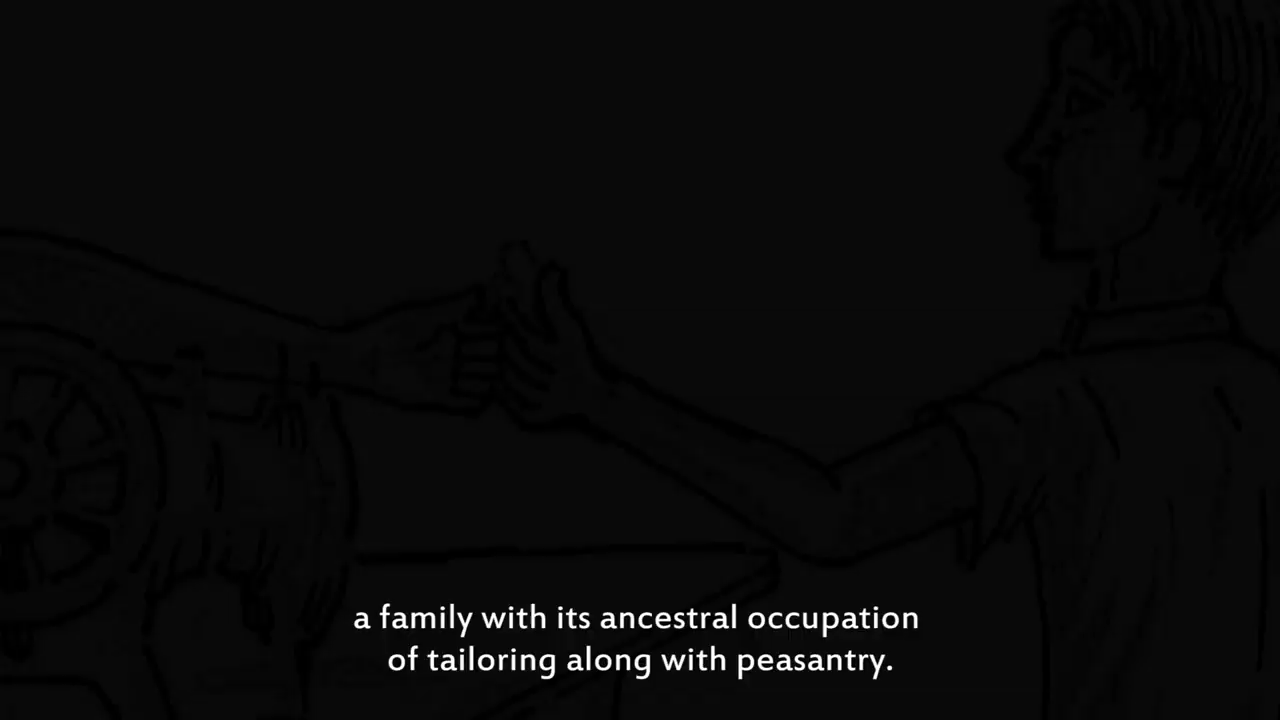 a family with its ancestral occupation
of tailoring along with peasantry.